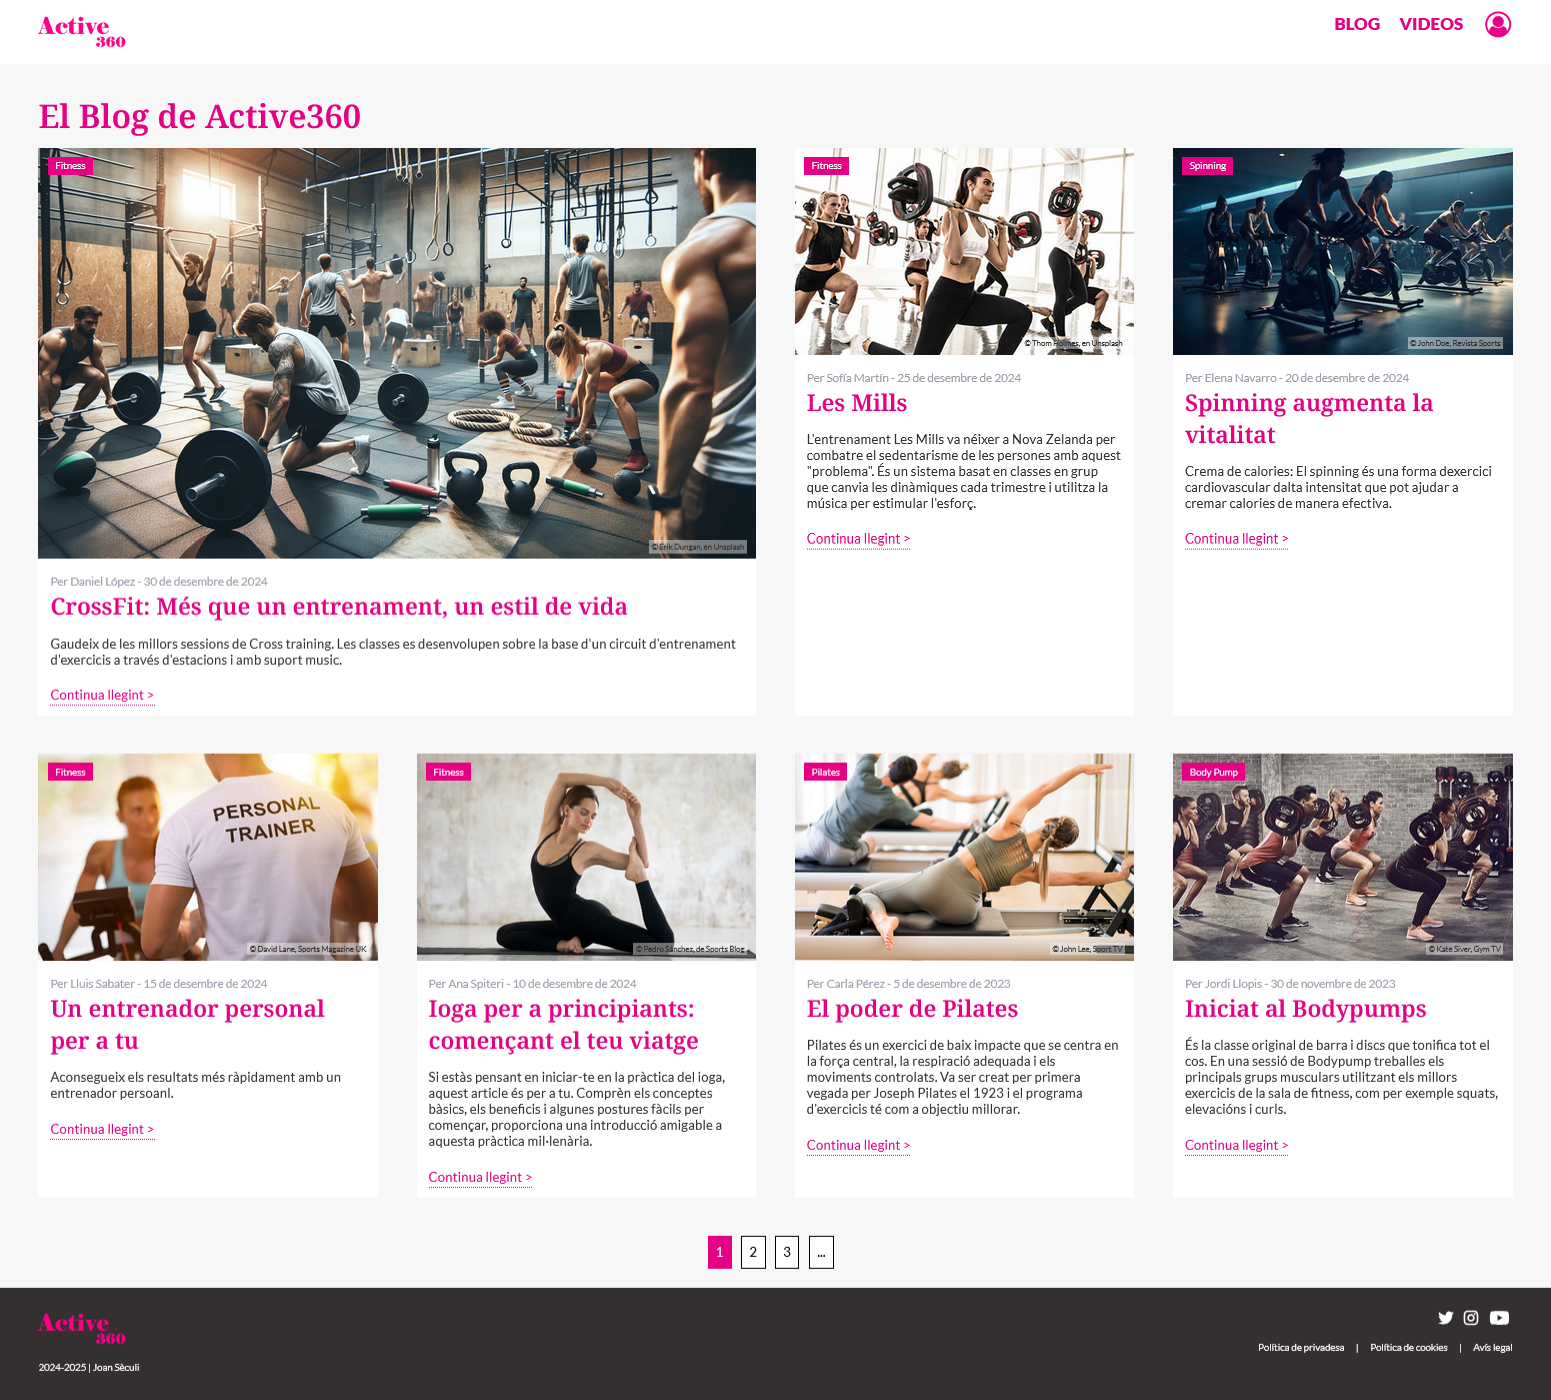 Active
360
BLOG VIDEOS
El Blog de Active360
Fitness
© Erik Dungan, en Unsplash
Per Daniel López - 30 de desembre de 2024
CrossFit: Més que un entrenament, un estil de vida
Gaudeix de les millors sessions de Cross training. Les classes es desenvolupen sobre la base d'un circuit d'entrenament
d'exercicis a través d'estacions i amb suport music.
Continua llegint >
Fitness
© Thom Holmes, en Unsplash
Per Sofía Martín - 25 de desembre de 2024
Les Mills
L'entrenament Les Mills va néixer a Nova Zelanda per
combatre el sedentarisme de les persones amb aquest
"problema". És un sistema basat en classes en grup
que canvia les dinàmiques cada trimestre i utilitza la
música per estimular l'esforç.
Continua llegint >
Spinning
© John Doe, Revista Sports
Per Elena Navarro - 20 de desembre de 2024
Spinning augmenta la
vitalitat
Crema de calories: El spinning és una forma dexercici
cardiovascular dalta intensitat que pot ajudar a
cremar calories de manera efectiva.
Continua llegint >
Fitness
PERSONAL
TRAINER
© David Lane, Sports Magazine UK
Per Lluis Sabater - 15 de desembre de 2024
Un entrenador personal
per a tu
Aconsegueix els resultats més ràpidament amb un
entrenador persoanl.
Continua llegint >
Fitness
© Pedro Sánchez, de Sports Blog
Per Ana Spiteri - 10 de desembre de 2024
Ioga per a principiants:
començant el teu viatge
Si estàs pensant en iniciar-te en la pràctica del ioga,
aquest article és per a tu. Comprèn els conceptes
bàsics, els beneficis i algunes postures fàcils per
començar, proporciona una introducció amigable a
aquesta pràctica mil·lenària.
Continua llegint >
Pilates
© John Lee, Sport TV
Per Carla Pérez - 5 de desembre de 2023
El poder de Pilates
Pilates és un exercici de baix impacte que se centra en
la força central, la respiració adequada i els
moviments controlats. Va ser creat per primera
vegada per Joseph Pilates el 1923 i el programa
d'exercicis té com a objectiu millorar.
Continua llegint >
Body Pump
© Kate Siver, Gym TV
Per Jordi Llopis - 30 de novembre de 2023
Iniciat al Bodypumps
És la classe original de barra i discs que tonifica tot el
cos. En una sessió de Bodypump treballes els
principals grups musculars utilitzant els millors
exercicis de la sala de fitness, com per exemple squats,
elevacións i curls.
Continua llegint >
1 2 3 ...
Active
360
2024-2025 | Joan Sèculi
Política de privadesa | Política de cookies | Avís legal